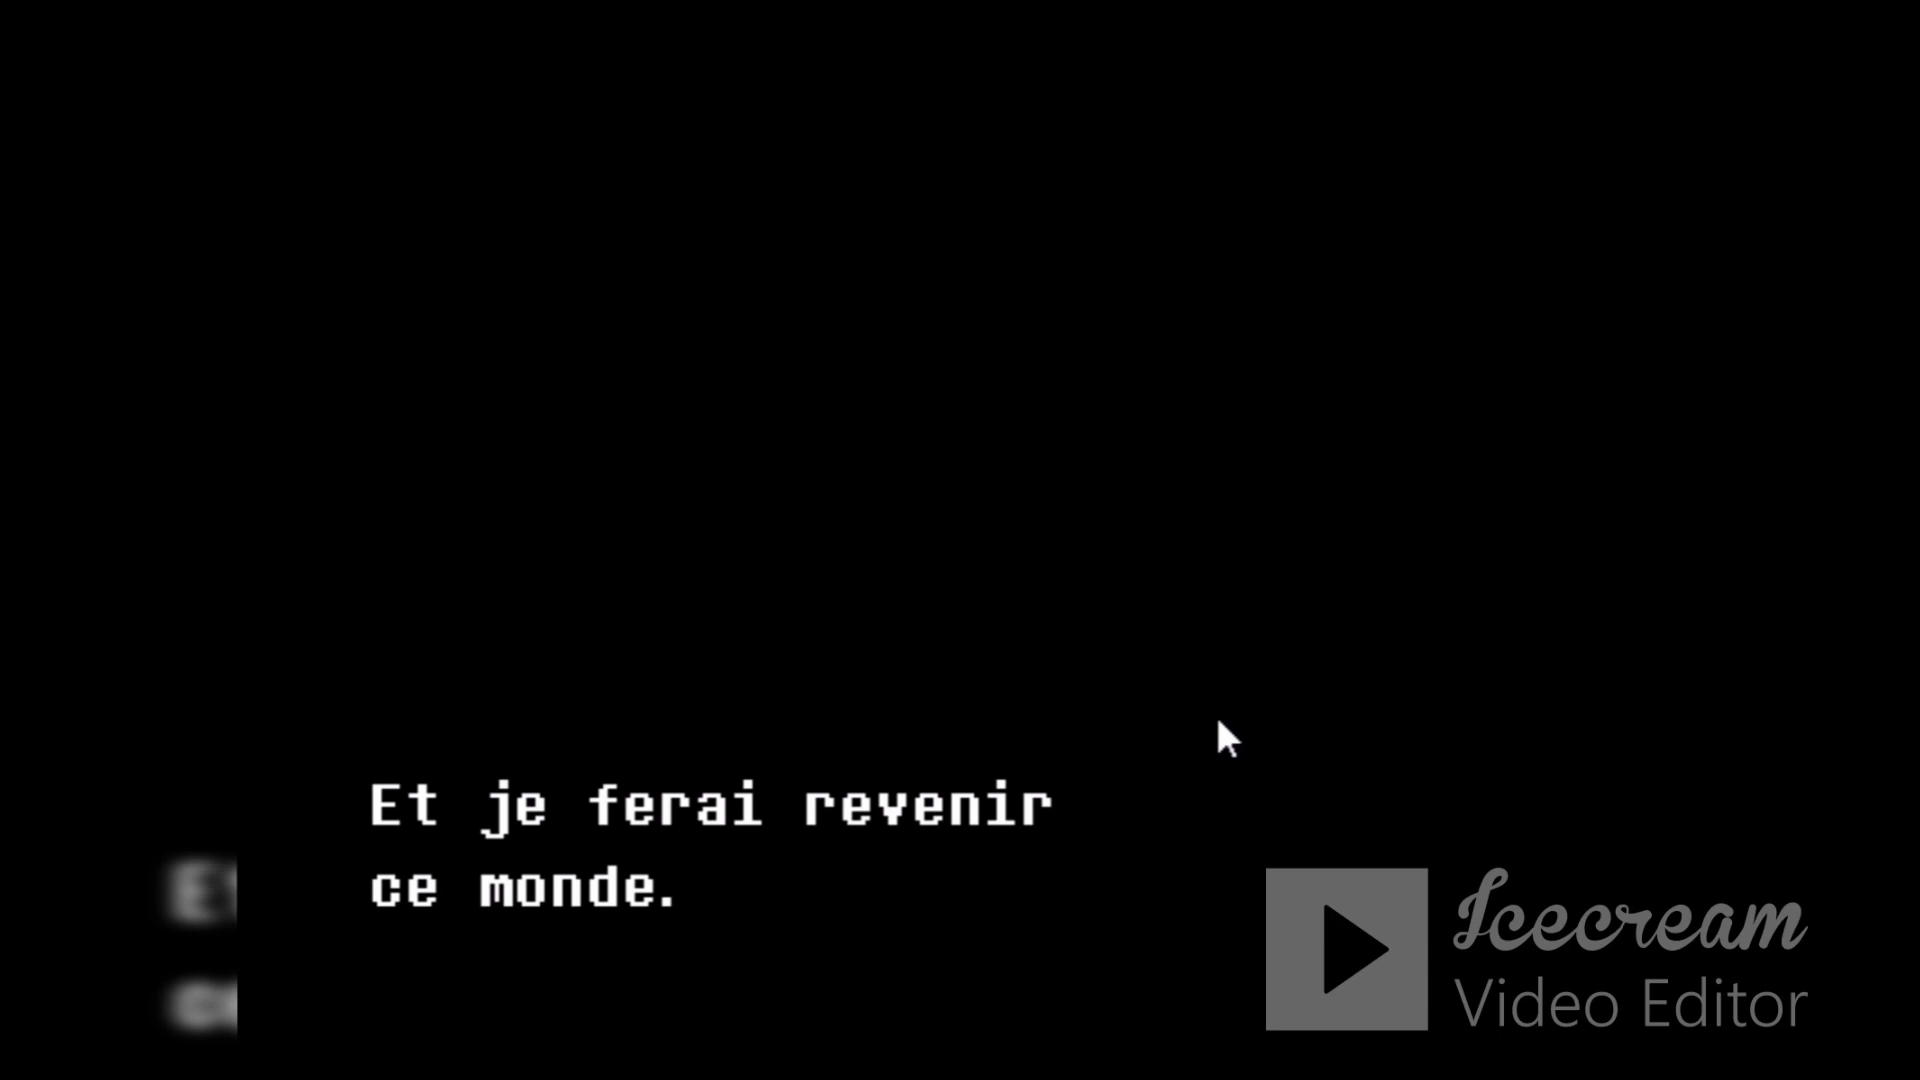 Et je ferai revenir
ce monde.
Icecream
Video Editor